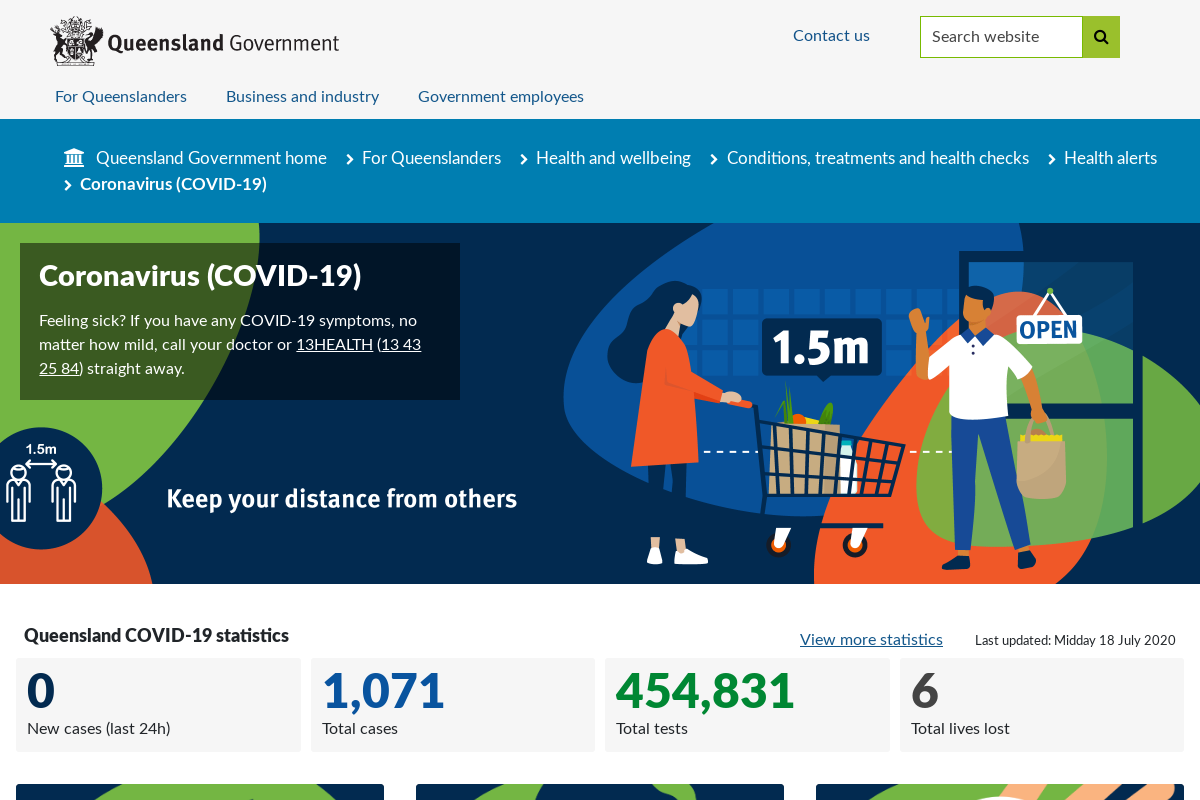 Queensland Government
Contact us
Search website
For Queenslanders
Business and industry
Government employees
Queensland Government home
For Queenslanders
Health and wellbeing
Conditions, treatments and health checks
Health alerts
Coronavirus (COVID-19)
Coronavirus (COVID-19)
Feeling sick? If you have any COVID-19 symptoms, no
matter how mild, call your doctor or 13HEALTH (13 43
25 84) straight away.
1.5m
OPEN
1.5m
Keep your distance from others
Queensland COVID-19 statistics
View more statistics
Last updated: Midday 18 July 2020
0
New cases (last 24h)
1,071
Total cases
454,831
Total tests
6
Total lives lost